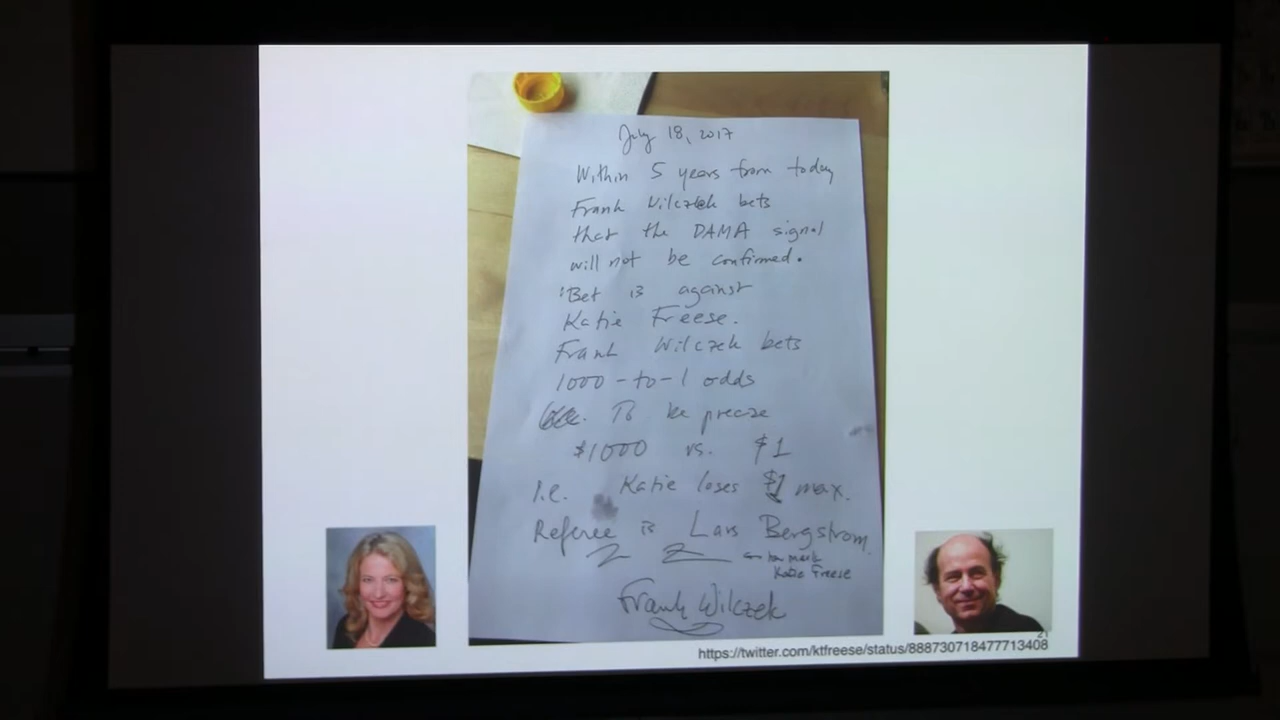 July 18, 2017
Within 5 years from today
Frank Wilczek bets
that the DAMA signal
will not be confirmed.
Bet is against
Katie Freese.
Frank Wilczek bets
1000-to-1 odds
To be precise
$1000 vs. $1
I.e. Katie loses $1 max.
Referee is Lars Bergstrom.
mark
Katie Freese
Frank Wilczek
21
https://twitter.com/ktfreese/status/888730718477713408